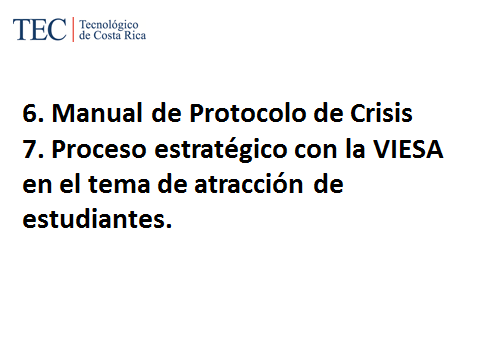 TEC Tecnológico
de Costa Rica
6. Manual de Protocolo de Crisis
7. Proceso estratégico con la VIESA
en el tema de atracción de
estudiantes.